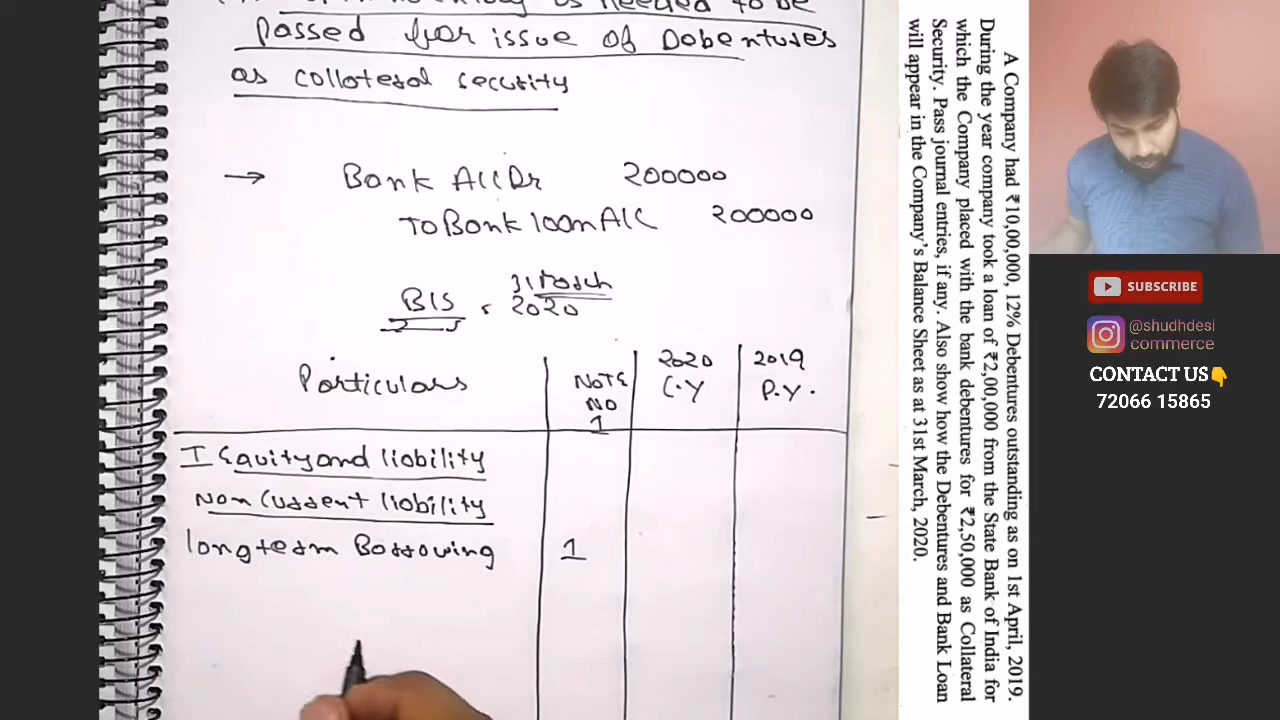 needed to be
passed for issue of Debentures
as collateral security
→ Bank A/c Dr 200000
To Bank loan A/c 200000
B/S , 31 March
2020
Particulars NOTE NO 1 2020 C.Y 2019 P.Y.
I Equity and liability
Non Current liability
long term Borrowing 1
A Company had ₹10,00,000, 12% Debentures outstanding as on 1st April, 2019.
During the year company took a loan of ₹2,00,000 from the State Bank of India for
which the Company placed with the bank debentures for ₹2,50,000 as Collateral
Security. Pass journal entries, if any. Also show how the Debentures and Bank Loan
will appear in the Company's Balance Sheet as at 31st March, 2020.
SUBSCRIBE
@shudhdesi
commerce
CONTACT US👇
72066 15865